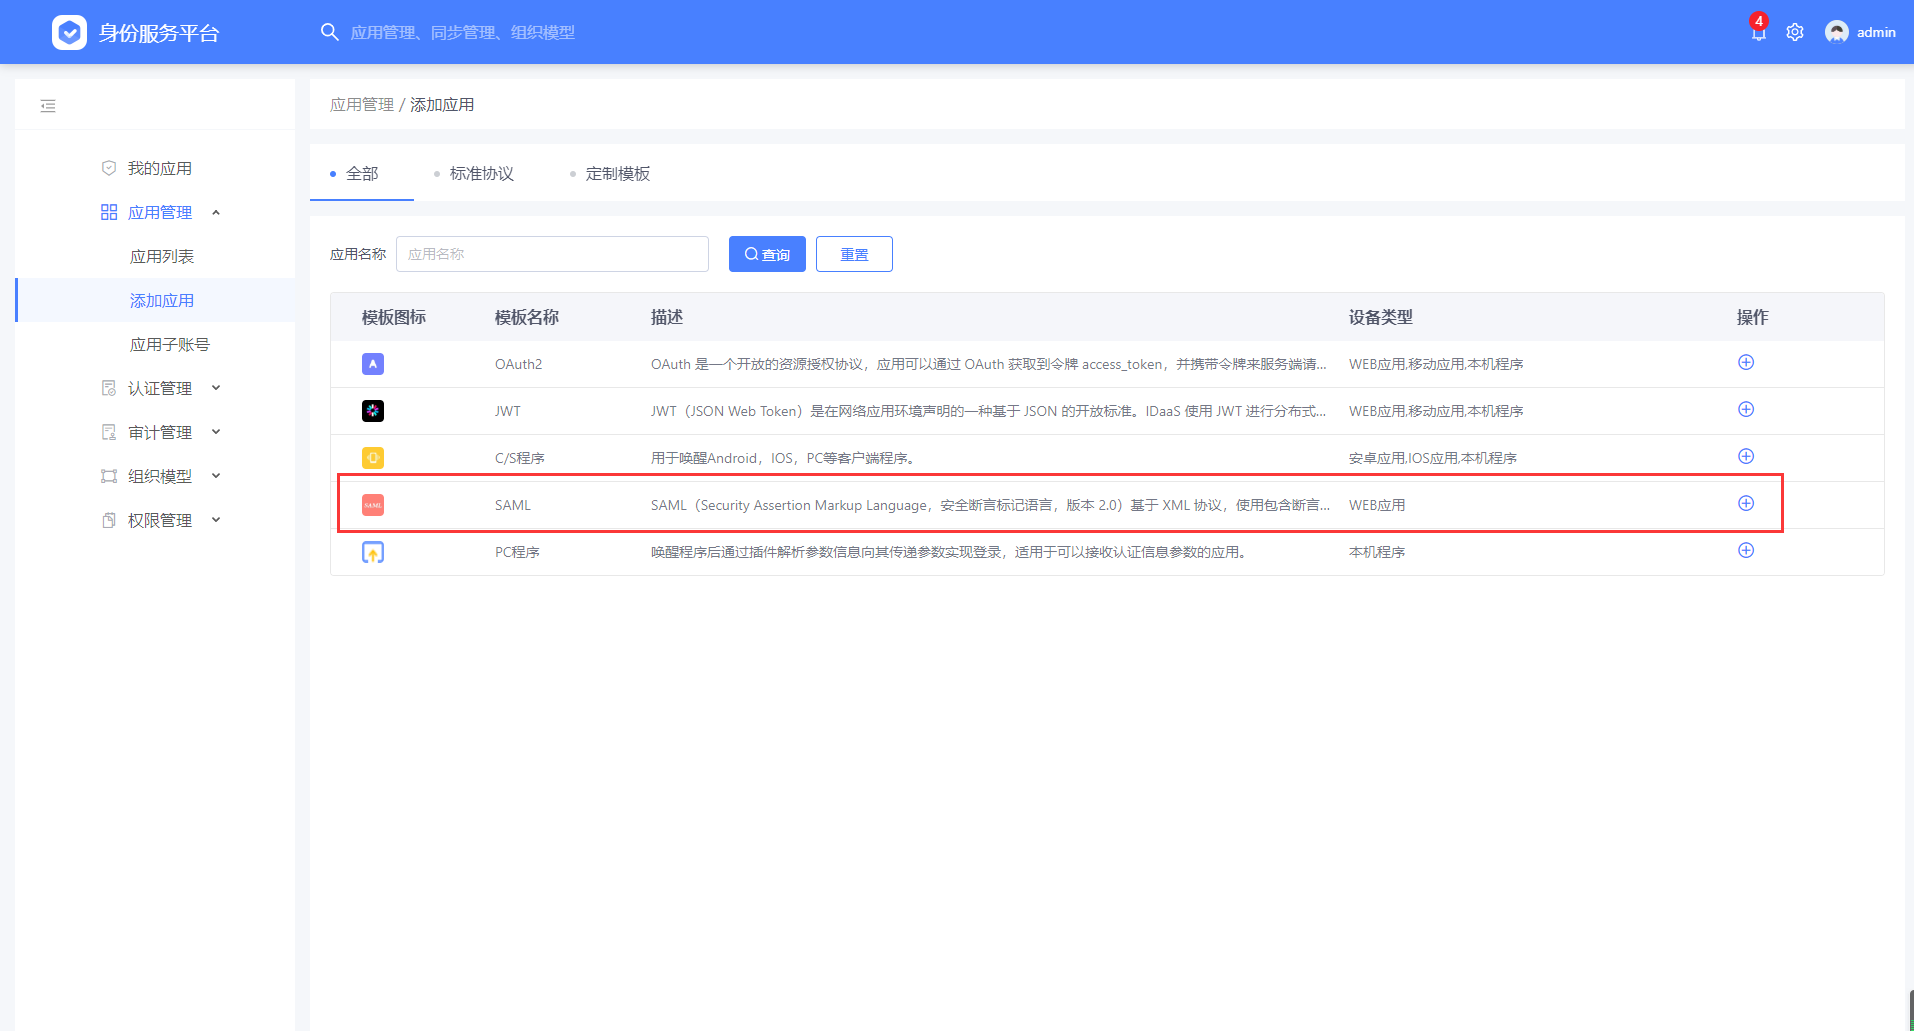 身份服务平台
应用管理、同步管理、组织模型
4
admin
应用管理 / 添加应用
我的应用
应用管理
应用列表
添加应用
应用子账号
认证管理
审计管理
组织模型
权限管理
全部
标准协议
定制模板
应用名称
应用名称
查询
重置
模板图标 模板名称 描述 设备类型 操作
A OAuth2 OAuth 是一个开放的资源授权协议，应用可以通过 OAuth 获取到令牌 access_token，并携带令牌来服务端请... WEB应用,移动应用,本机程序
JWT JWT（JSON Web Token）是在网络应用环境声明的一种基于 JSON 的开放标准。IDaaS 使用 JWT 进行分布式... WEB应用,移动应用,本机程序
C/S程序 用于唤醒Android，IOS，PC等客户端程序。 安卓应用,IOS应用,本机程序
SAML SAML SAML（Security Assertion Markup Language，安全断言标记语言，版本 2.0）基于 XML 协议，使用包含断言... WEB应用
PC程序 唤醒程序后通过插件解析参数信息向其传递参数实现登录，适用于可以接收认证信息参数的应用。 本机程序